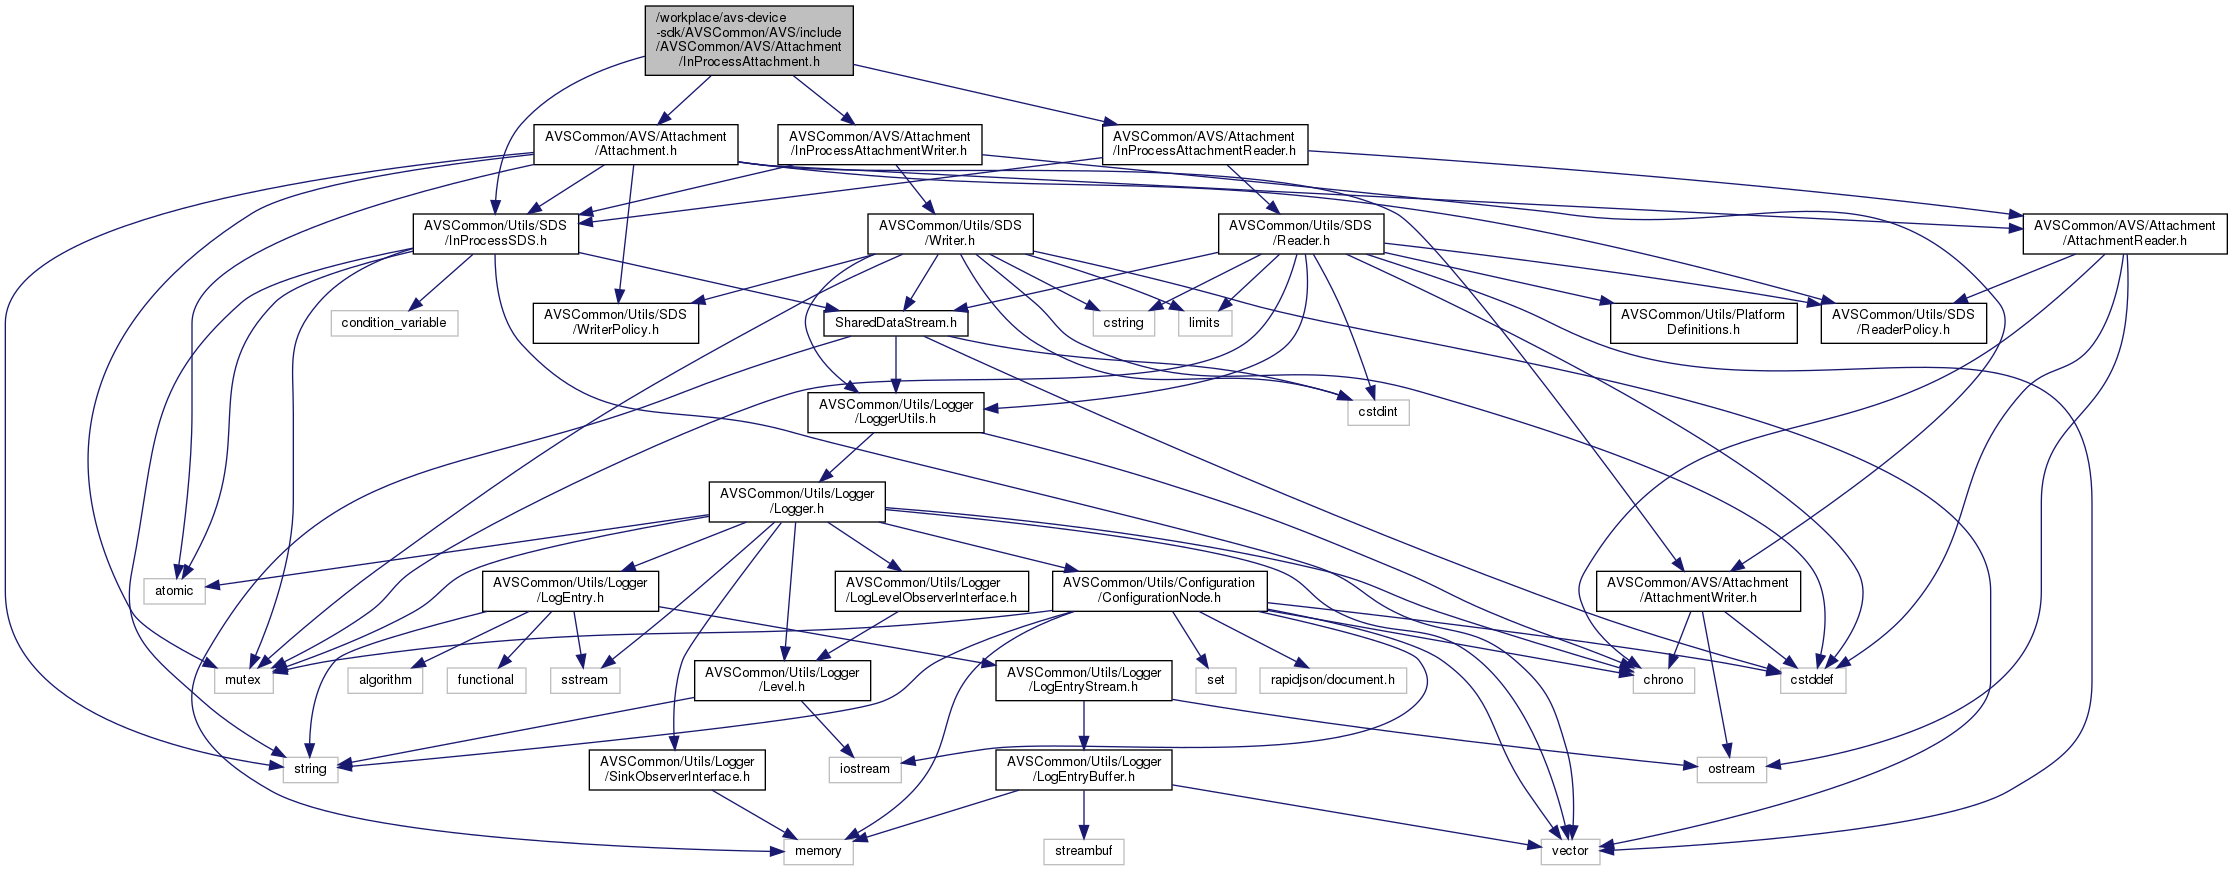 /workplace/avs-device
-sdk/AVSCommon/AVS/include
/AVSCommon/AVS/Attachment
/InProcessAttachment.h
AVSCommon/AVS/Attachment
/Attachment.h
AVSCommon/AVS/Attachment
/InProcessAttachmentWriter.h
AVSCommon/AVS/Attachment
/InProcessAttachmentReader.h
AVSCommon/Utils/SDS
/InProcessSDS.h
AVSCommon/Utils/SDS
/Writer.h
AVSCommon/Utils/SDS
/Reader.h
AVSCommon/AVS/Attachment
/AttachmentReader.h
condition_variable
AVSCommon/Utils/SDS
/WriterPolicy.h
SharedDataStream.h
cstring
limits
AVSCommon/Utils/Platform
Definitions.h
AVSCommon/Utils/SDS
/ReaderPolicy.h
AVSCommon/Utils/Logger
/LoggerUtils.h
cstdint
AVSCommon/Utils/Logger
/Logger.h
atomic
AVSCommon/Utils/Logger
/LogEntry.h
AVSCommon/Utils/Logger
/LogLevelObserverInterface.h
AVSCommon/Utils/Configuration
/ConfigurationNode.h
AVSCommon/AVS/Attachment
/AttachmentWriter.h
mutex
algorithm
functional
sstream
AVSCommon/Utils/Logger
/Level.h
AVSCommon/Utils/Logger
/LogEntryStream.h
set
rapidjson/document.h
chrono
cstddef
string
AVSCommon/Utils/Logger
/SinkObserverInterface.h
iostream
AVSCommon/Utils/Logger
/LogEntryBuffer.h
ostream
memory
streambuf
vector